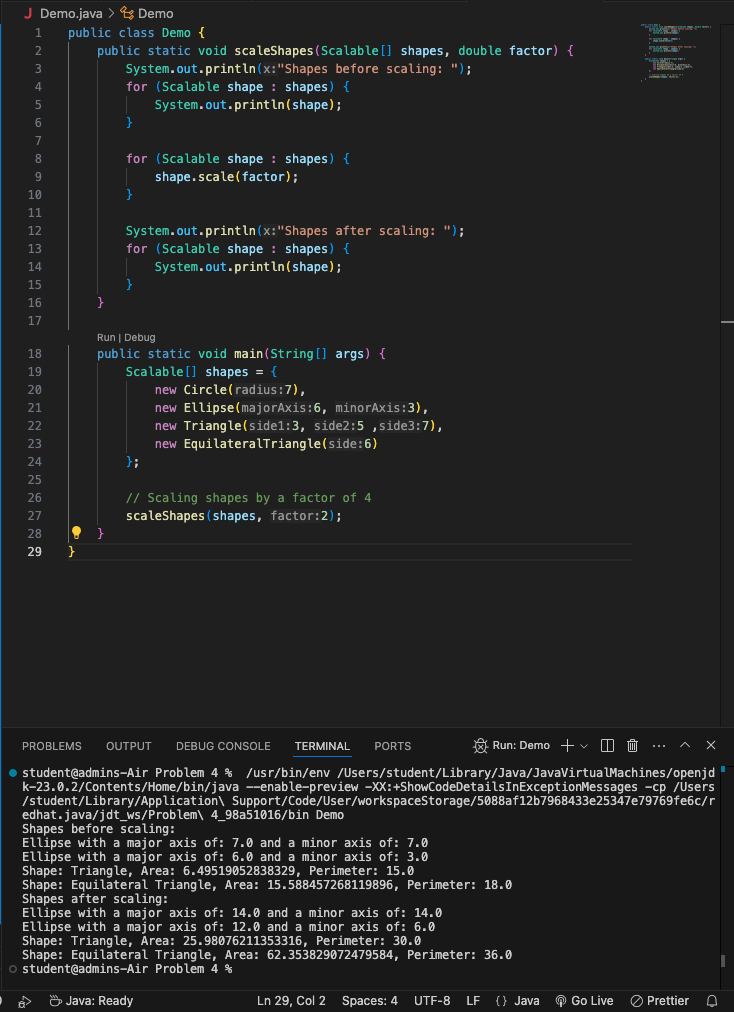 Demo.java > Demo
1 public class Demo {
2 public static void scaleShapes(Scalable[] shapes, double factor) {
3 System.out.println(x:"Shapes before scaling: ");
4 for (Scalable shape : shapes) {
5 System.out.println(shape);
6 }
7
8 for (Scalable shape : shapes) {
9 shape.scale(factor);
10 }
11
12 System.out.println(x:"Shapes after scaling: ");
13 for (Scalable shape : shapes) {
14 System.out.println(shape);
15 }
16 }
17
Run | Debug
18 public static void main(String[] args) {
19 Scalable[] shapes = {
20 new Circle(radius:7),
21 new Ellipse(majorAxis:6, minorAxis:3),
22 new Triangle(side1:3, side2:5 ,side3:7),
23 new EquilateralTriangle(side:6)
24 };
25
26 // Scaling shapes by a factor of 4
27 scaleShapes(shapes, factor:2);
28 }
29 }
PROBLEMS OUTPUT DEBUG CONSOLE TERMINAL PORTS Run: Demo
student@admins-Air Problem 4 % /usr/bin/env /Users/student/Library/Java/JavaVirtualMachines/openjd
k-23.0.2/Contents/Home/bin/java --enable-preview -XX:+ShowCodeDetailsInExceptionMessages -cp /Users
/student/Library/Application\ Support/Code/User/workspaceStorage/5088af12b7968433e25347e79769fe6c/r
edhat.java/jdt_ws/Problem\ 4_98a51016/bin Demo
Shapes before scaling:
Ellipse with a major axis of: 7.0 and a minor axis of: 7.0
Ellipse with a major axis of: 6.0 and a minor axis of: 3.0
Shape: Triangle, Area: 6.49519052838329, Perimeter: 15.0
Shape: Equilateral Triangle, Area: 15.588457268119896, Perimeter: 18.0
Shapes after scaling:
Ellipse with a major axis of: 14.0 and a minor axis of: 14.0
Ellipse with a major axis of: 12.0 and a minor axis of: 6.0
Shape: Triangle, Area: 25.98076211353316, Perimeter: 30.0
Shape: Equilateral Triangle, Area: 62.353829072479584, Perimeter: 36.0
student@admins-Air Problem 4 %
Java: Ready Ln 29, Col 2 Spaces: 4 UTF-8 LF {} Java Go Live Prettier